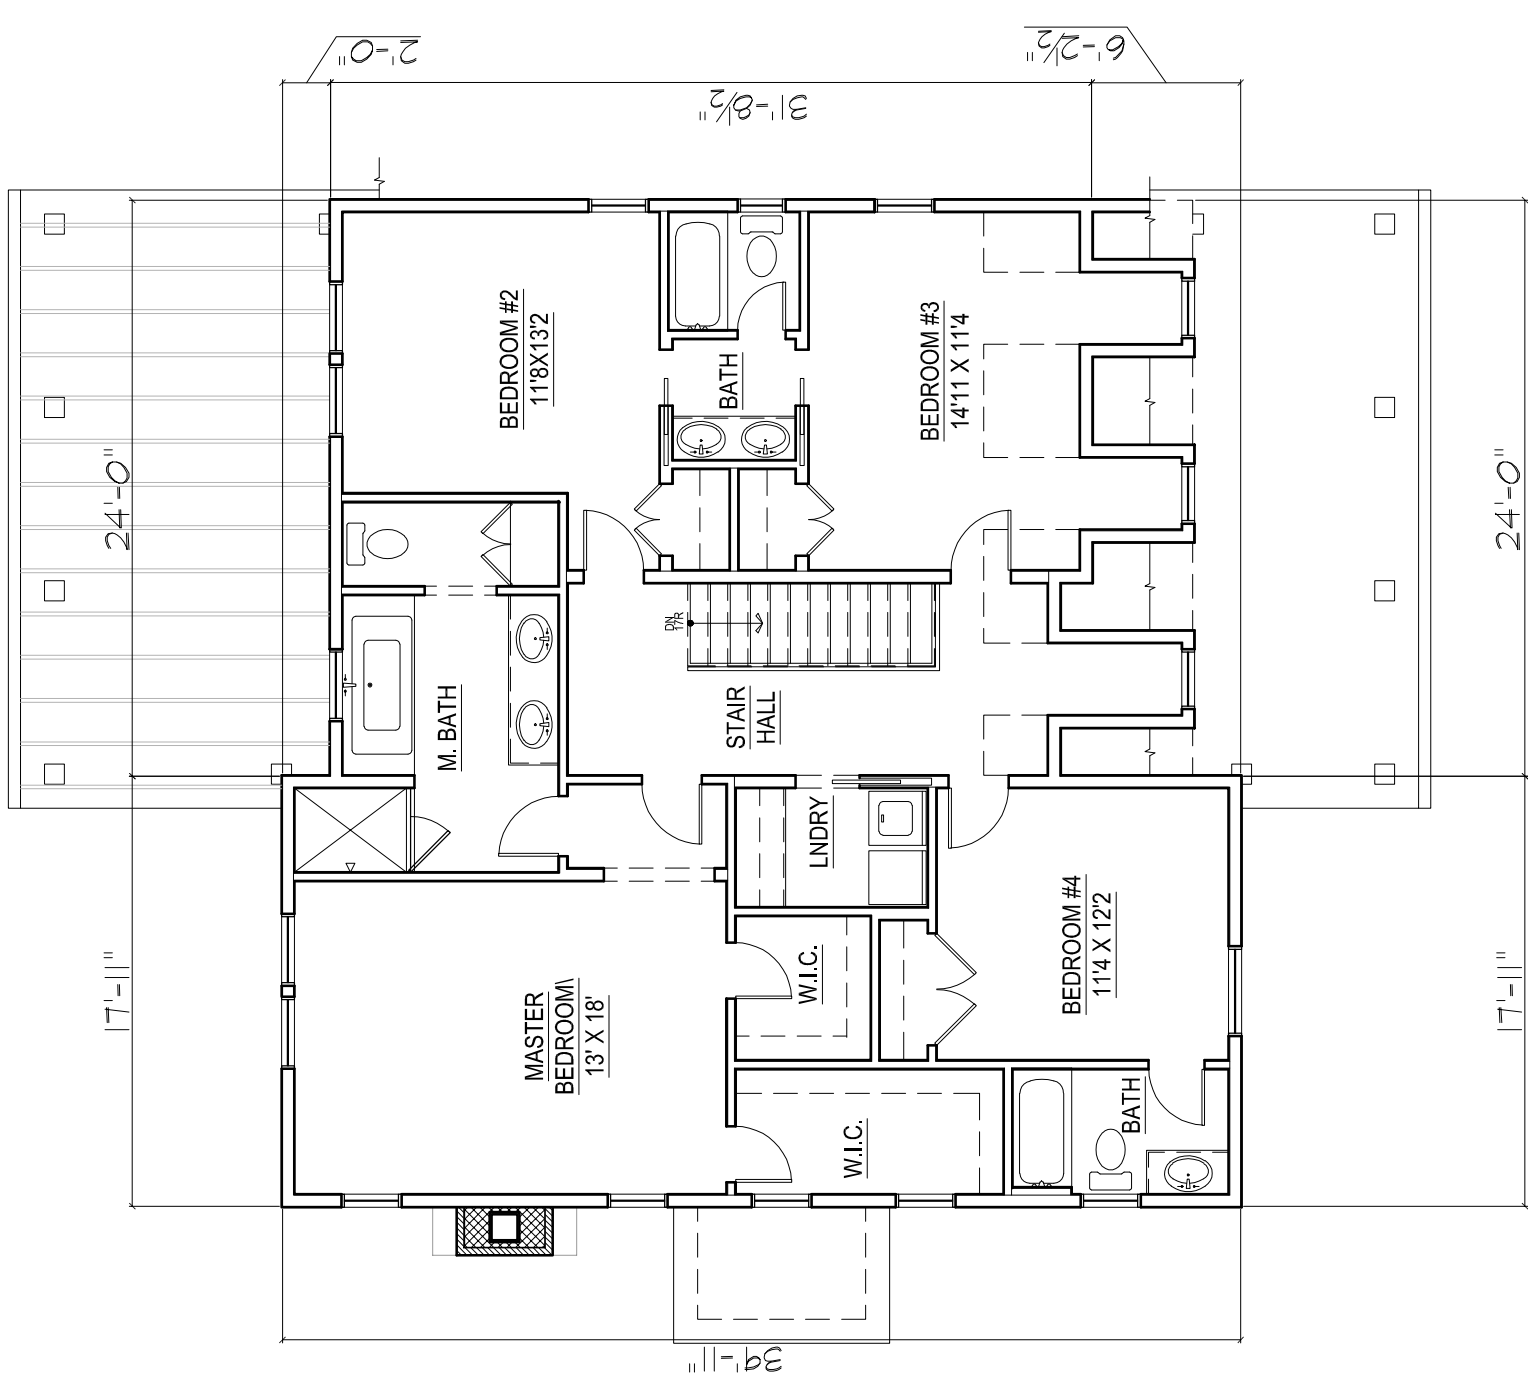 2'-0"
6'-2½"
31'-8½"
24'-0"
24'-0"
17'-11"
17'-11"
39'-11"
BEDROOM #2
11'8X13'2
BATH
BEDROOM #3
14'11 X 11'4
DN
17R
M. BATH
STAIR
HALL
LNDRY
MASTER
BEDROOM\
13' X 18'
W.I.C.
BEDROOM #4
11'4 X 12'2
W.I.C.
BATH